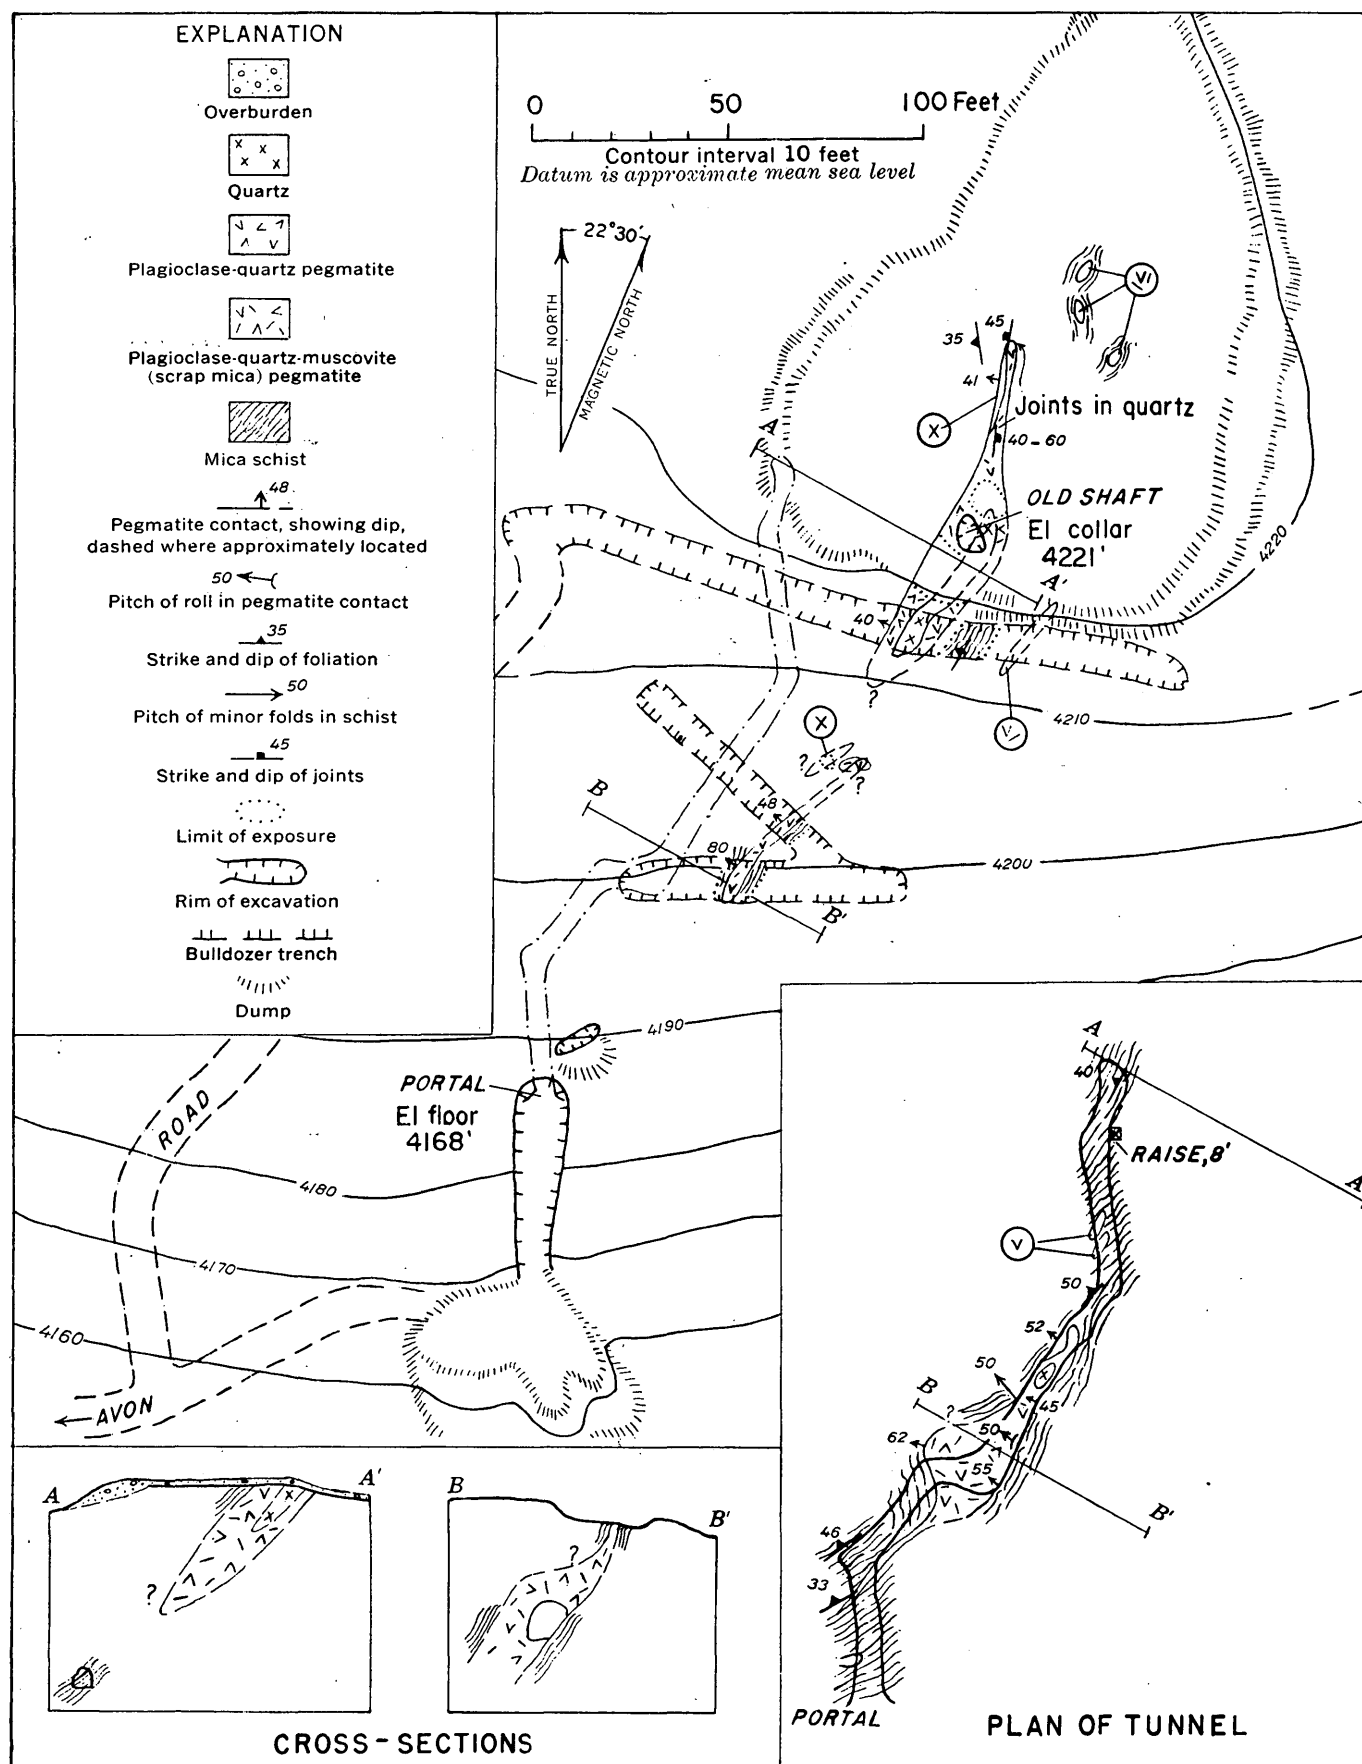 EXPLANATION
Overburden
Quartz
Plagioclase-quartz pegmatite
Plagioclase-quartz-muscovite
(scrap mica) pegmatite
Mica schist
48
Pegmatite contact, showing dip,
dashed where approximately located
50
Pitch of roll in pegmatite contact
35
Strike and dip of foliation
50
Pitch of minor folds in schist
45
Strike and dip of joints
Limit of exposure
Rim of excavation
Bulldozer trench
Dump
0 50 100 Feet
Contour interval 10 feet
Datum is approximate mean sea level
22°30'
TRUE NORTH
MAGNETIC NORTH
VI
45
35
41
X
Joints in quartz
40-60
A
OLD SHAFT
El collar
4221'
4220
A'
40
?
4210
VI
X
?
?
B
48
80
4200
B'
4190
PORTAL
El floor
4168'
ROAD
4180
4170
4160
AVON
A
40
RAISE, 8'
A'
V
50
52
50
B
45
?
50
62
55
B'
46
33
PORTAL
PLAN OF TUNNEL
A A'
?
B B'
?
CROSS-SECTIONS